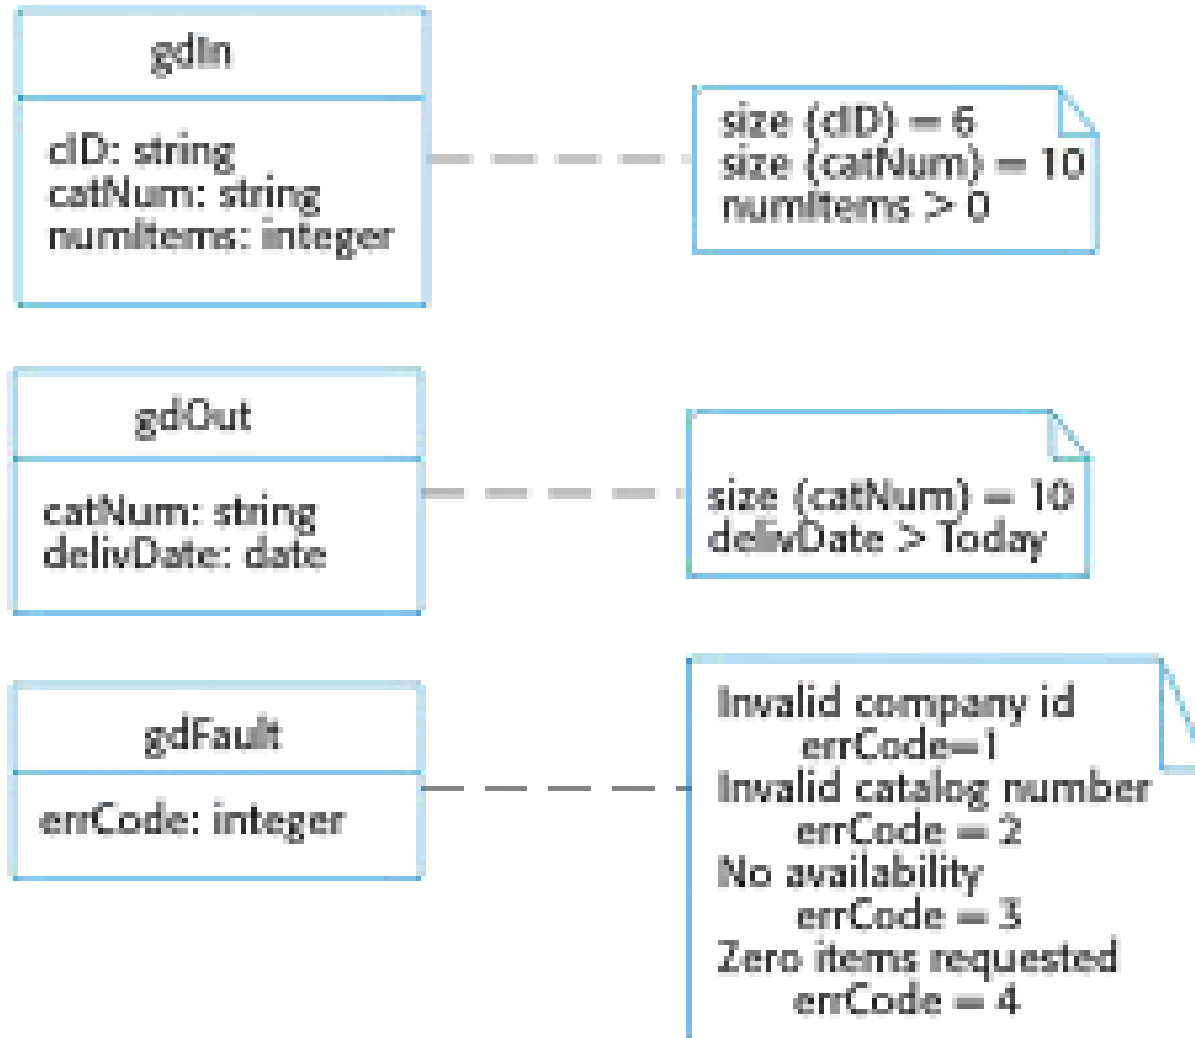 gdIn
cID: string
catNum: string
numItems: integer
size (cID) = 6
size (catNum) = 10
numItems > 0
gdOut
catNum: string
delivDate: date
size (catNum) = 10
delivDate > Today
gdFault
errCode: integer
Invalid company id
errCode=1
Invalid catalog number
errCode = 2
No availability
errCode = 3
Zero items requested
errCode = 4